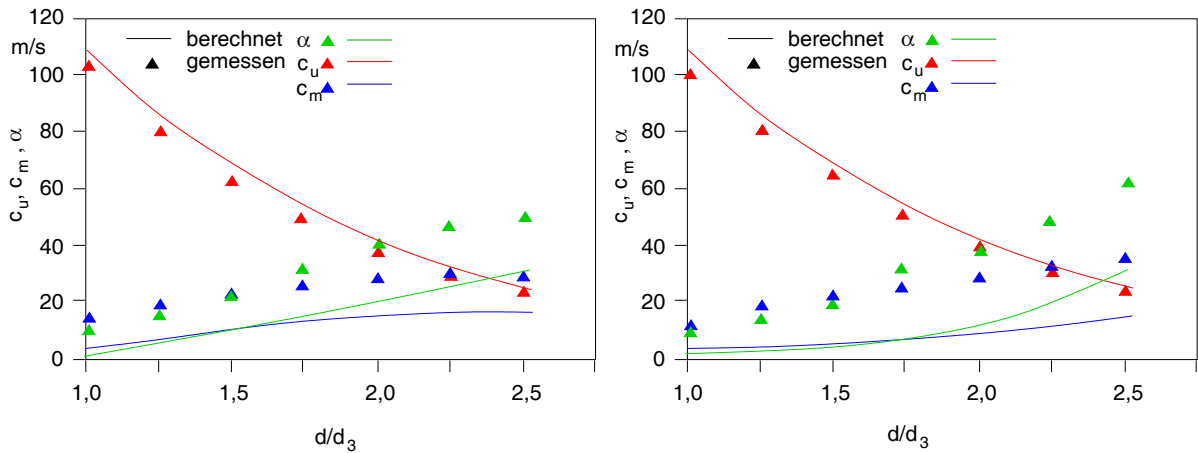 120
m/s
100
80
60
40
20
0
c_u, c_m, α
berechnet
gemessen
α
c_u
c_m
1,0 1,5 2,0 2,5
d/d_3
120
m/s
100
80
60
40
20
0
c_u, c_m, α
berechnet
gemessen
α
c_u
c_m
1,0 1,5 2,0 2,5
d/d_3